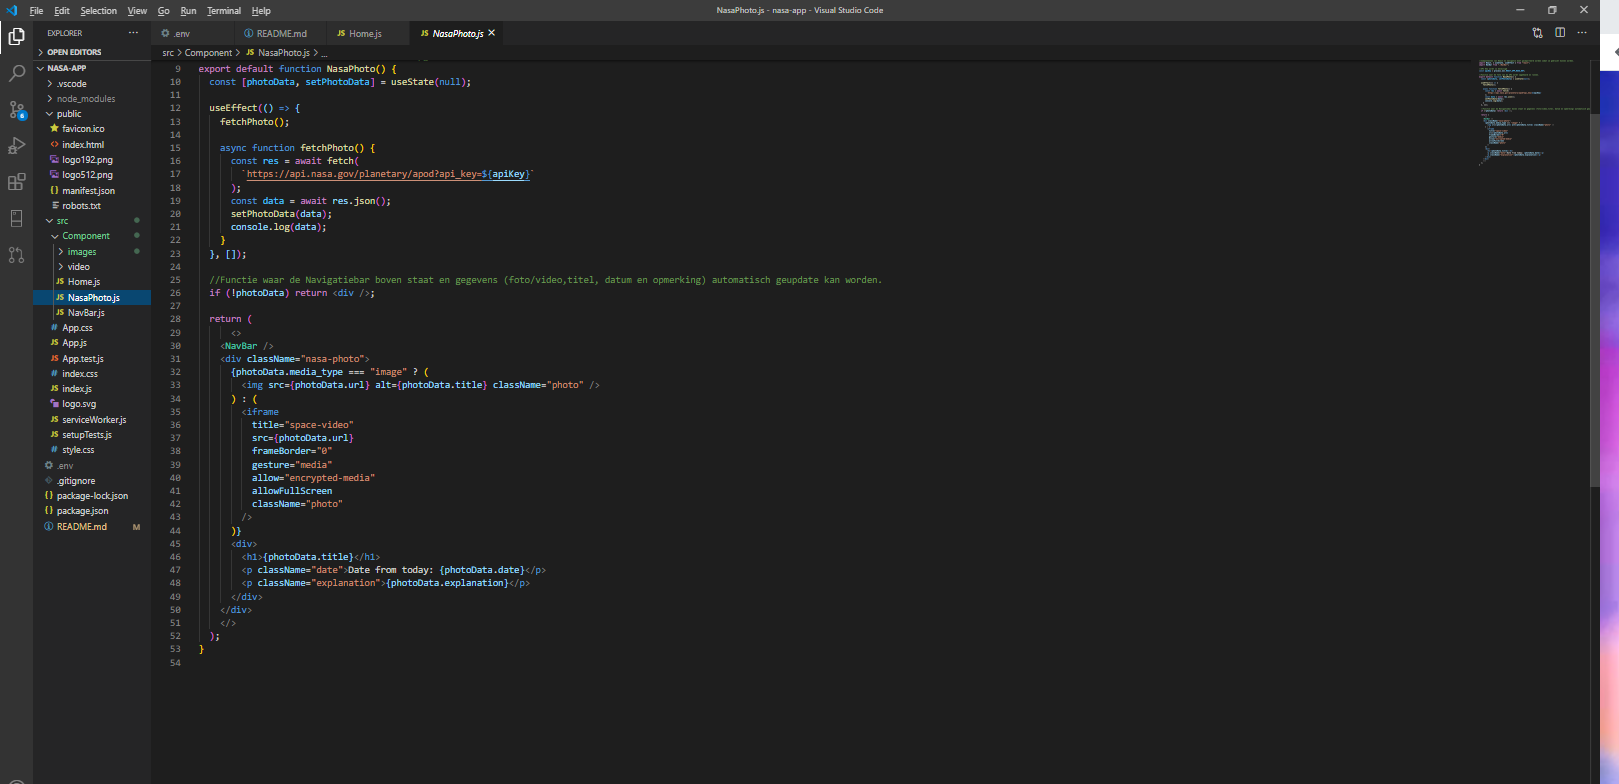 File Edit Selection View Go Run Terminal Help
NasaPhoto.js - nasa-app - Visual Studio Code
EXPLORER
OPEN EDITORS
NASA-APP
.vscode
node_modules
public
favicon.ico
index.html
logo192.png
logo512.png
manifest.json
robots.txt
src
Component
images
video
Home.js
NasaPhoto.js
NavBar.js
App.css
App.js
App.test.js
index.css
index.js
logo.svg
serviceWorker.js
setupTests.js
style.css
.env
.gitignore
package-lock.json
package.json
README.md M
.env README.md Home.js NasaPhoto.js
src > Component > NasaPhoto.js > ...
9 export default function NasaPhoto() {
10 const [photoData, setPhotoData] = useState(null);
11
12 useEffect(() => {
13 fetchPhoto();
14
15 async function fetchPhoto() {
16 const res = await fetch(
17 `https://api.nasa.gov/planetary/apod?api_key=${apiKey}`
18 );
19 const data = await res.json();
20 setPhotoData(data);
21 console.log(data);
22 }
23 }, []);
24
25 //Functie waar de Navigatiebar boven staat en gegevens (foto/video,titel, datum en opmerking) automatisch geupdate kan worden.
26 if (!photoData) return <div />;
27
28 return (
29 <>
30 <NavBar />
31 <div className="nasa-photo">
32 {photoData.media_type === "image" ? (
33 <img src={photoData.url} alt={photoData.title} className="photo" />
34 ) : (
35 <iframe
36 title="space-video"
37 src={photoData.url}
38 frameBorder="0"
39 gesture="media"
40 allow="encrypted-media"
41 allowFullScreen
42 className="photo"
43 />
44 )}
45 <div>
46 <h1>{photoData.title}</h1>
47 <p className="date">Date from today: {photoData.date}</p>
48 <p className="explanation">{photoData.explanation}</p>
49 </div>
50 </div>
51 </>
52 );
53 }
54